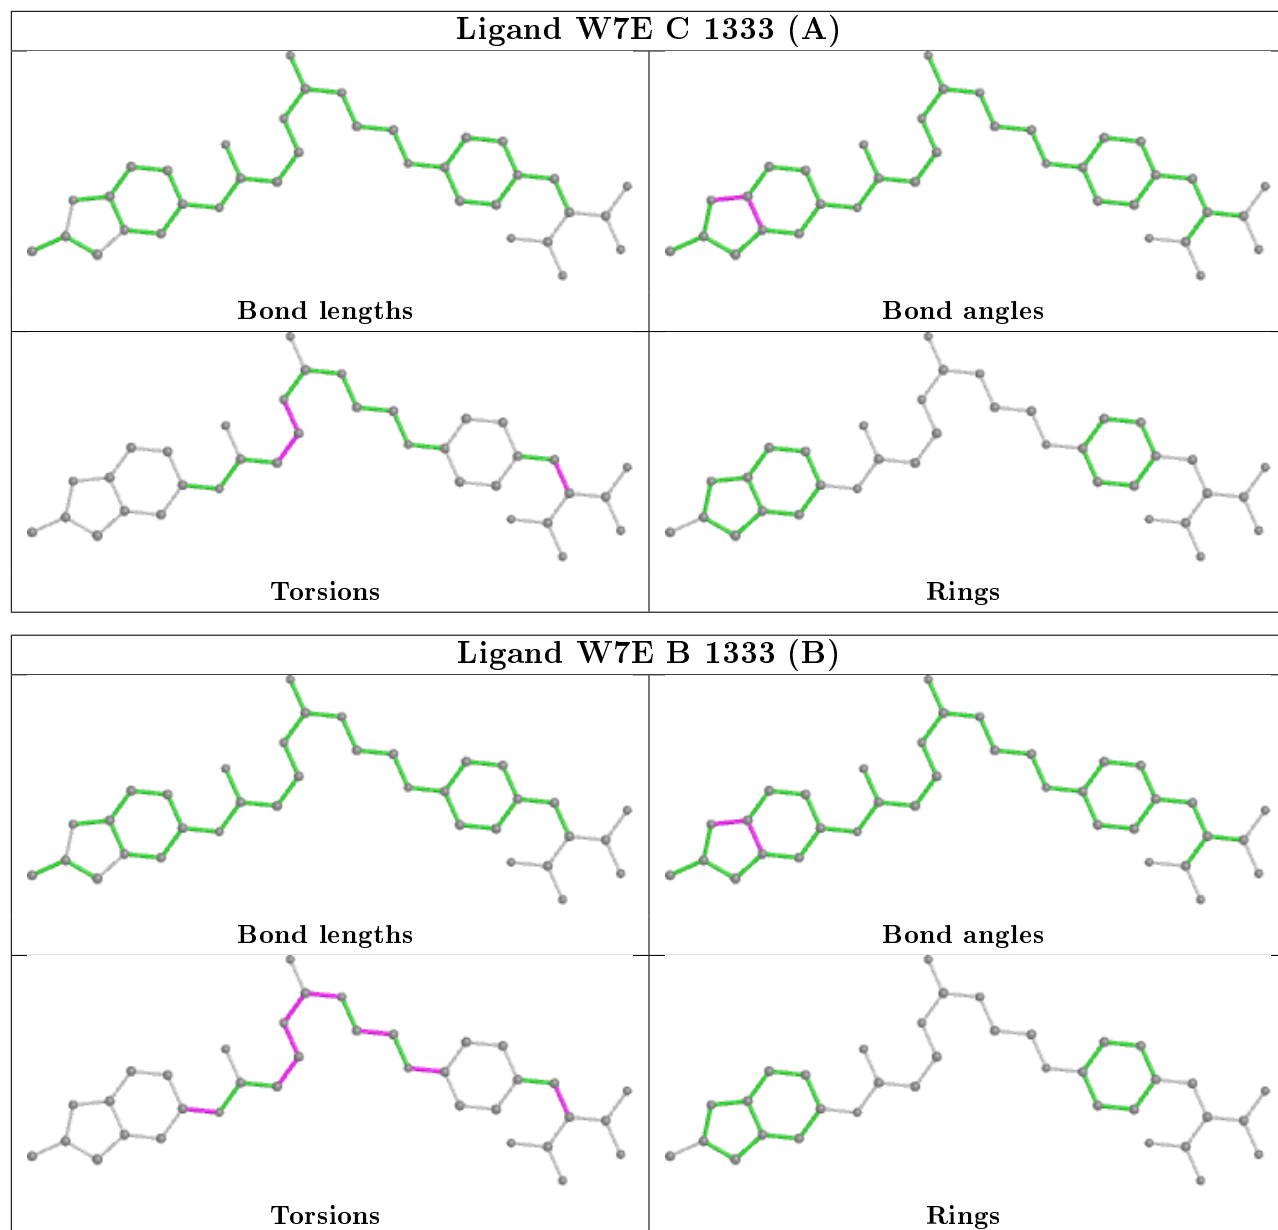 Ligand W7E C 1333 (A)
Bond lengths
Bond angles
Torsions
Rings
Ligand W7E B 1333 (B)
Bond lengths
Bond angles
Torsions
Rings